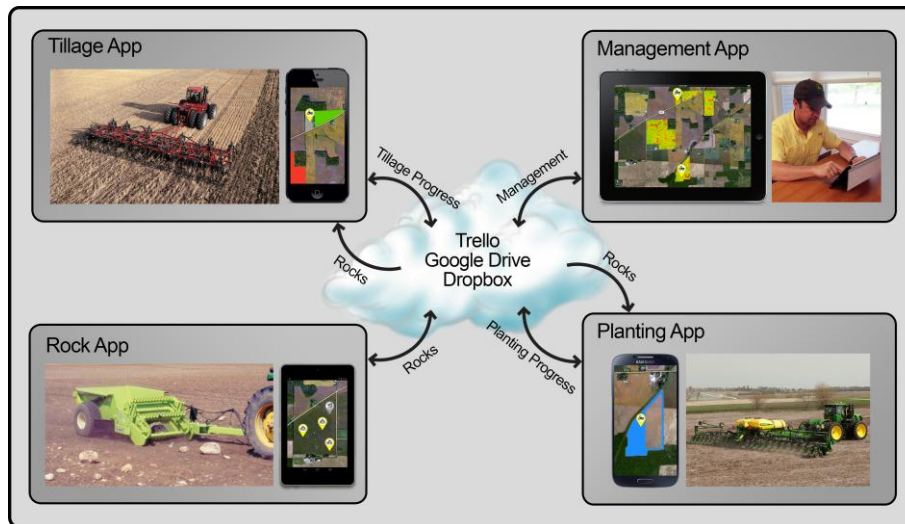 Tillage App
Management App
Tillage Progress
Management
Trello
Google Drive
Dropbox
Rocks
Rocks
Rock App
Rocks
Planting Progress
Planting App
SAMSUNG